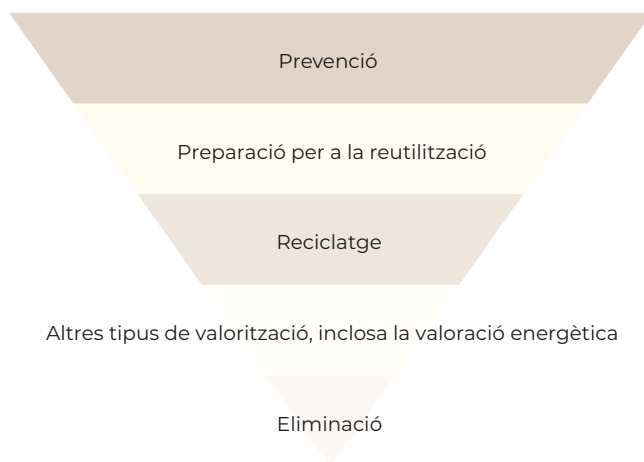 Prevenció
Preparació per a la reutilització
Reciclatge
Altres tipus de valorització, inclosa la valoració energètica
Eliminació